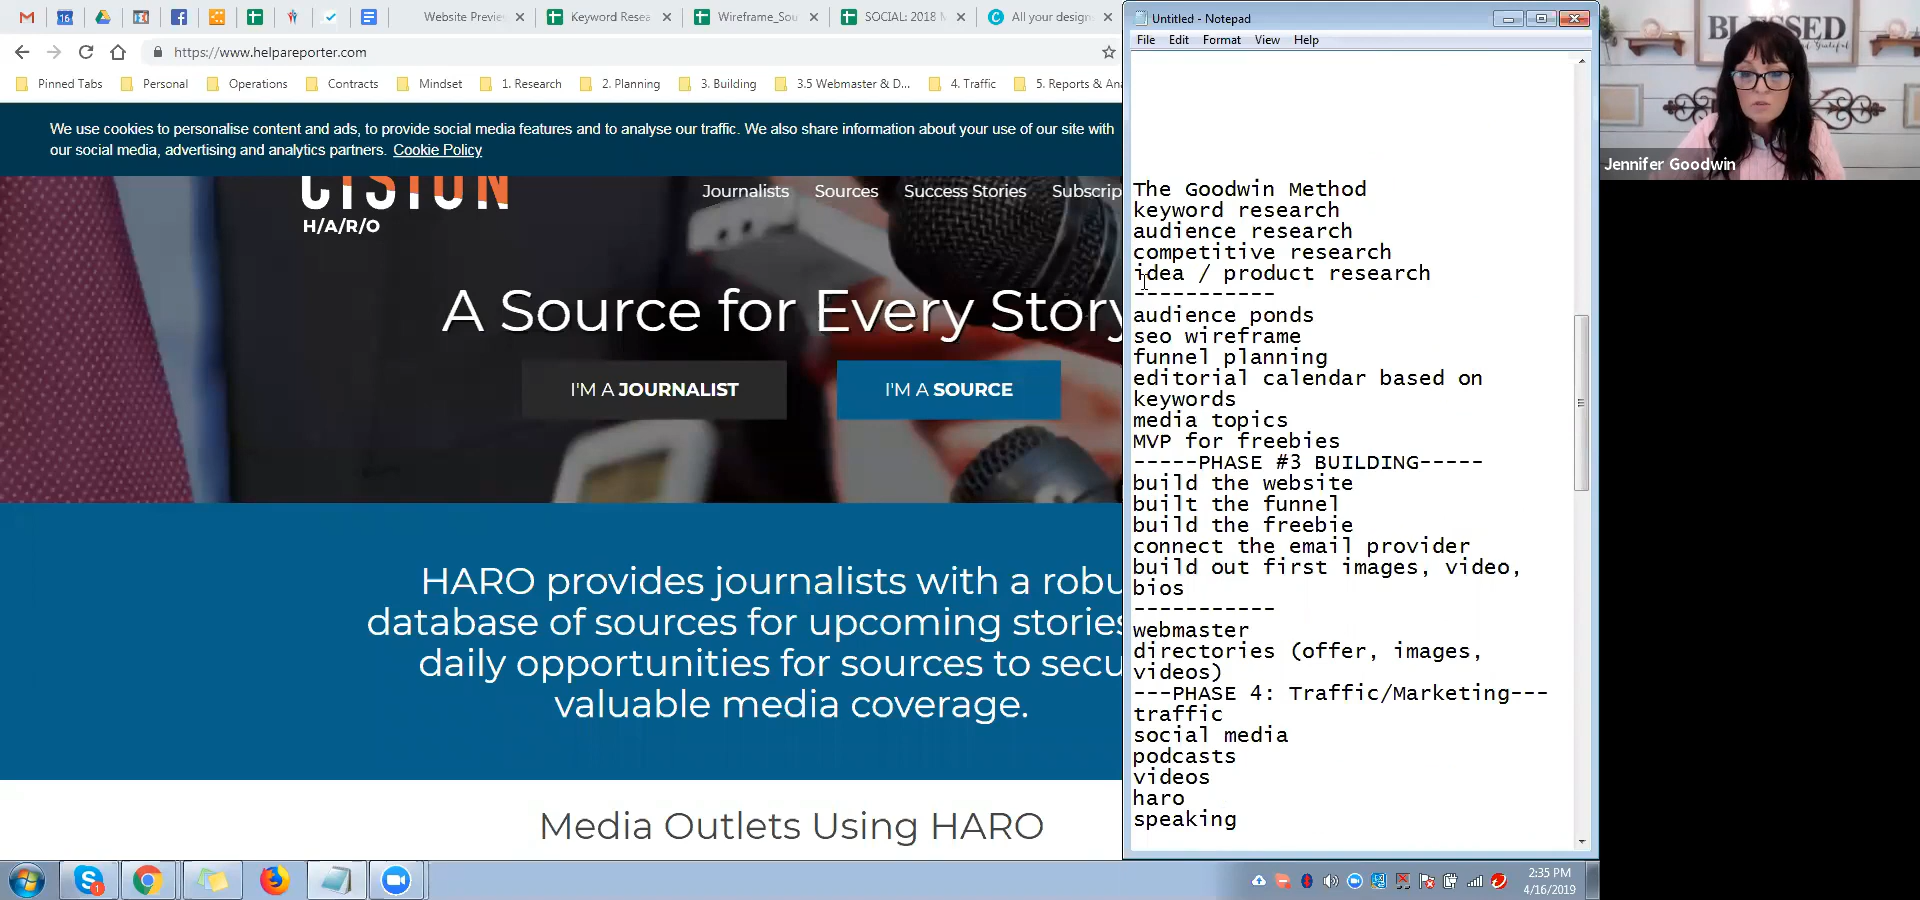 Website Previe
Keyword Resea
Wireframe_Sou
SOCIAL: 2018 M
All your design
https://www.helpareporter.com
Pinned Tabs
Personal
Operations
Contracts
Mindset
1. Research
2. Planning
3. Building
3.5 Webmaster & D...
4. Traffic
5. Reports & Ana
We use cookies to personalise content and ads, to provide social media features and to analyse our traffic. We also share information about your use of our site with
our social media, advertising and analytics partners. Cookie Policy
CISION
H/A/R/O
Journalists
Sources
Success Stories
Subscrip
A Source for Every Story
I'M A JOURNALIST
I'M A SOURCE
HARO provides journalists with a robu
database of sources for upcoming stories
daily opportunities for sources to secu
valuable media coverage.
Media Outlets Using HARO
Untitled - Notepad
File Edit Format View Help
The Goodwin Method
keyword research
audience research
competitive research
idea / product research
-----------
audience ponds
seo wireframe
funnel planning
editorial calendar based on
keywords
media topics
MVP for freebies
-----PHASE #3 BUILDING-----
build the website
built the funnel
build the freebie
connect the email provider
build out first images, video,
bios
-----------
webmaster
directories (offer, images,
videos)
---PHASE 4: Traffic/Marketing---
traffic
social media
podcasts
videos
haro
speaking
BLESSED
Jennifer Goodwin
2:35 PM
4/16/2019